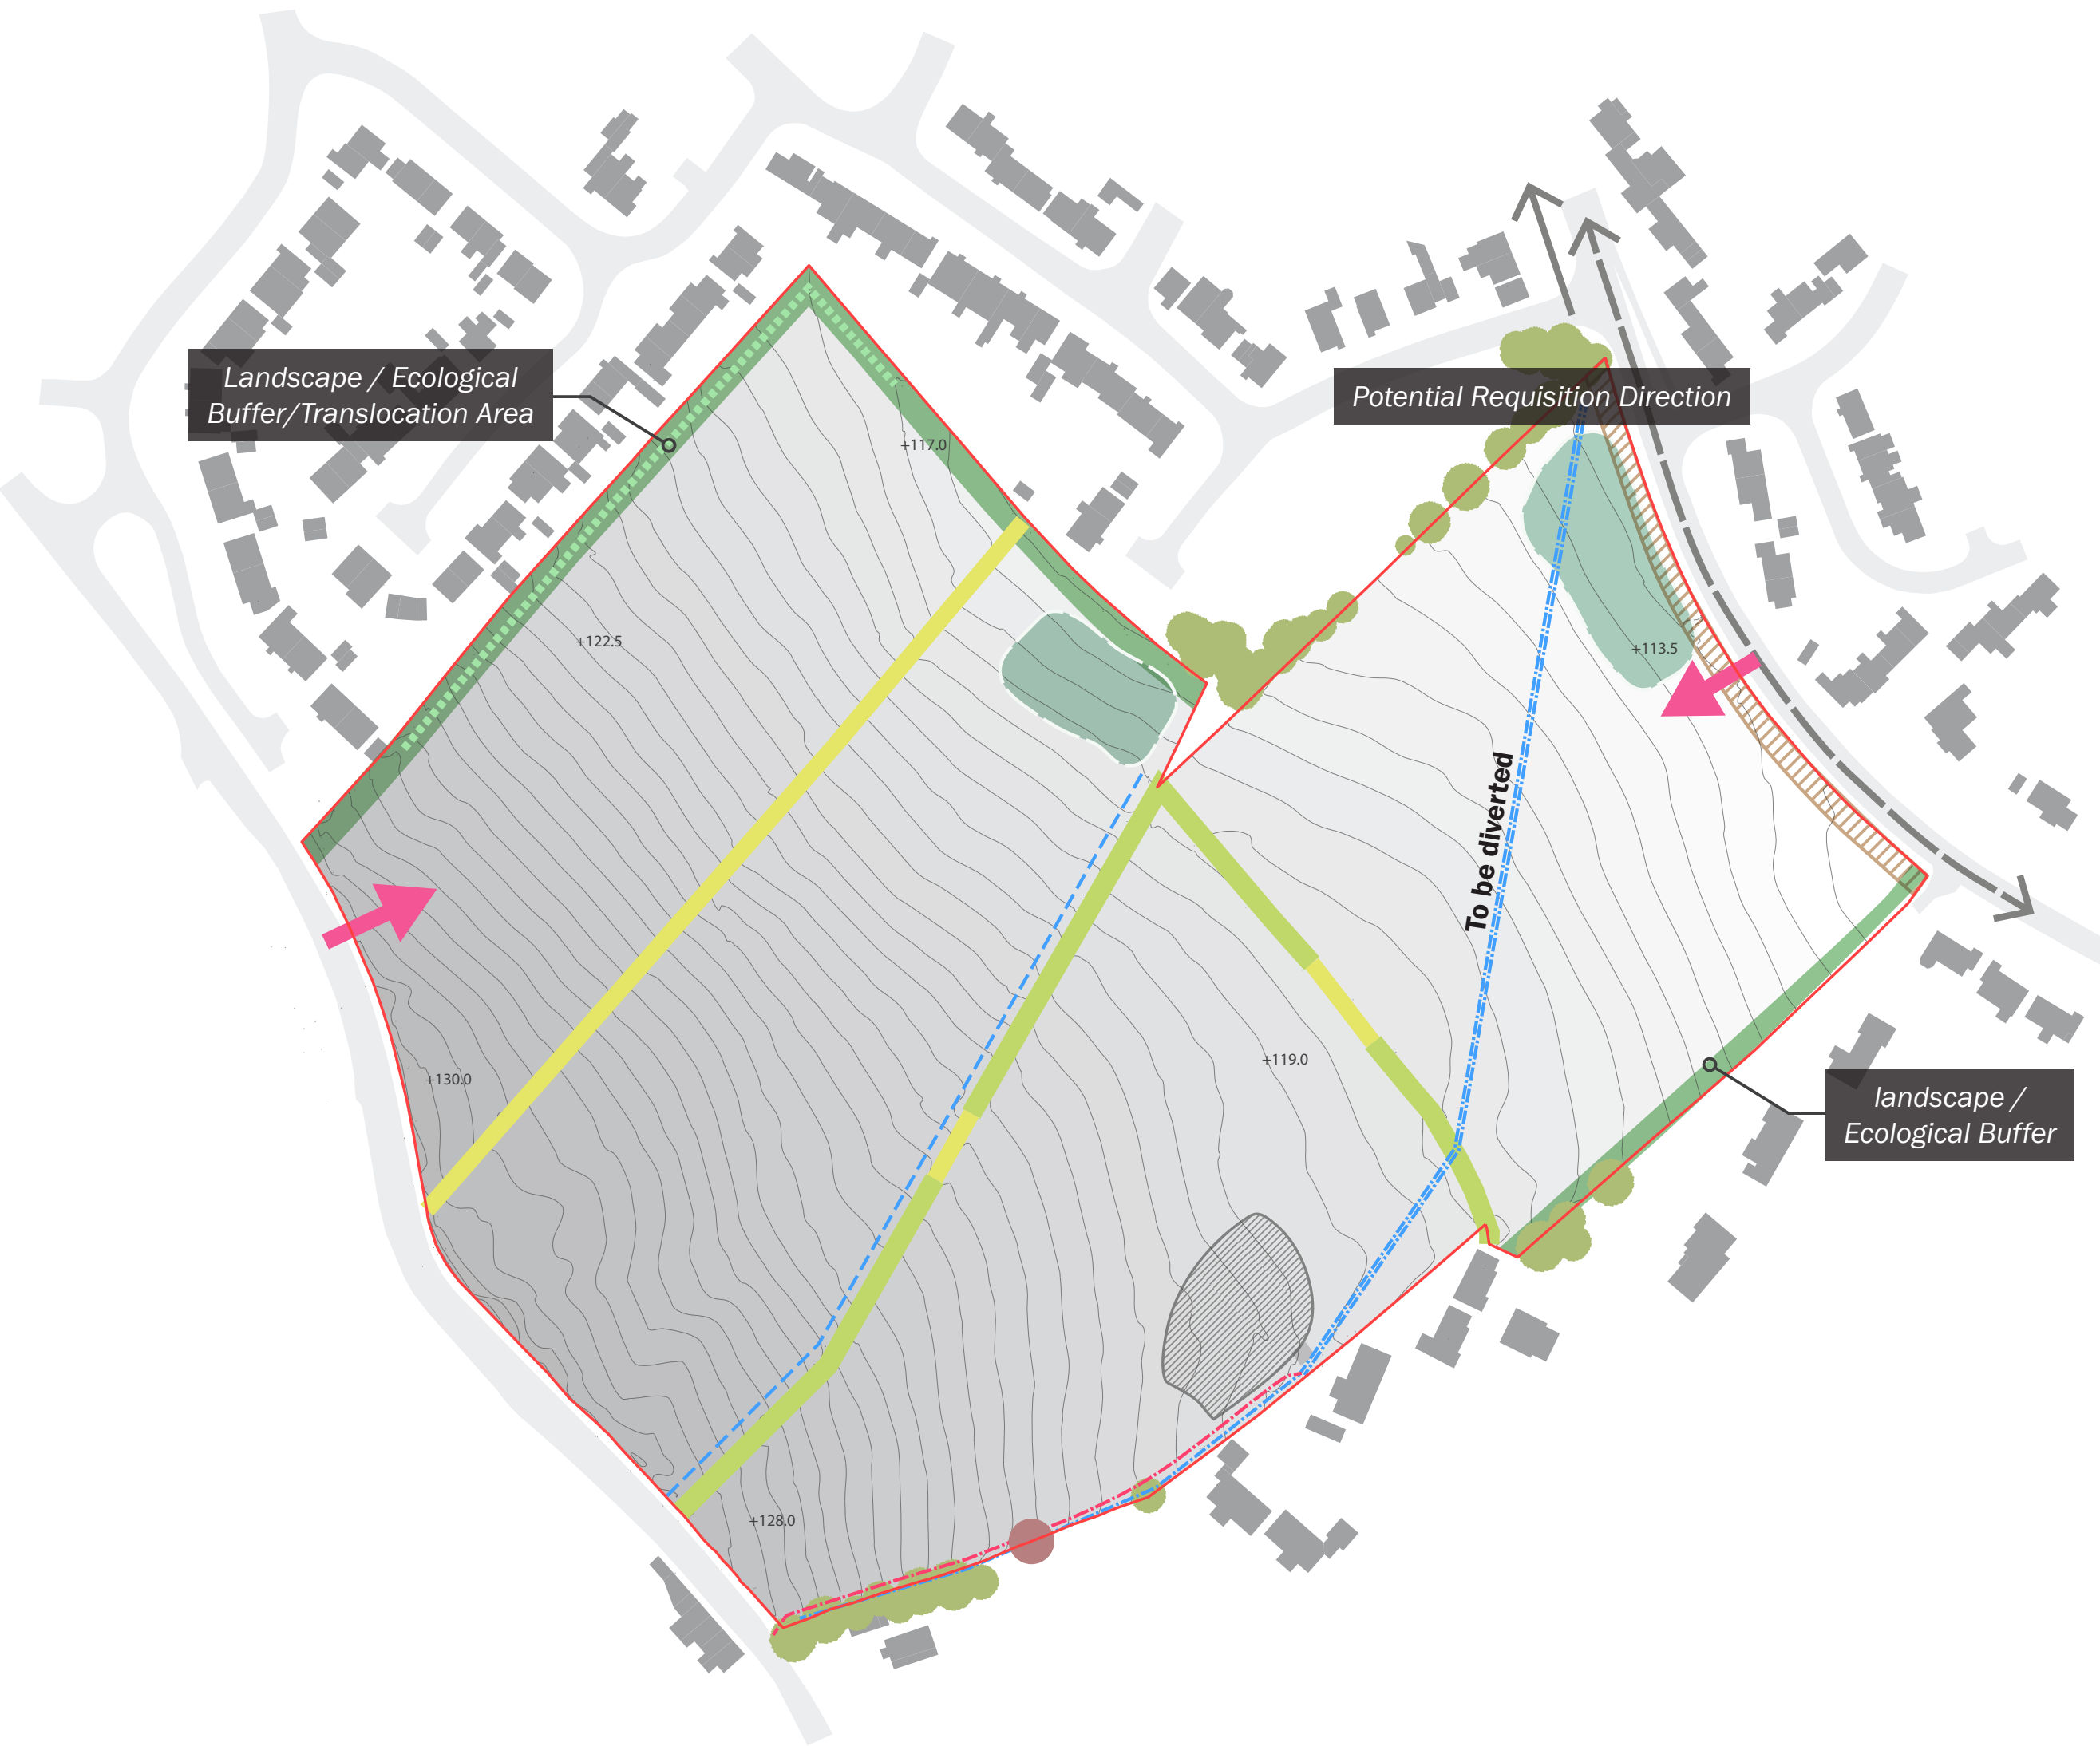 Landscape / Ecological
Buffer/Translocation Area
Potential Requisition Direction
+117.0
+122.5
+113.5
To be diverted
+119.0
+130.0
landscape /
Ecological Buffer
+128.0